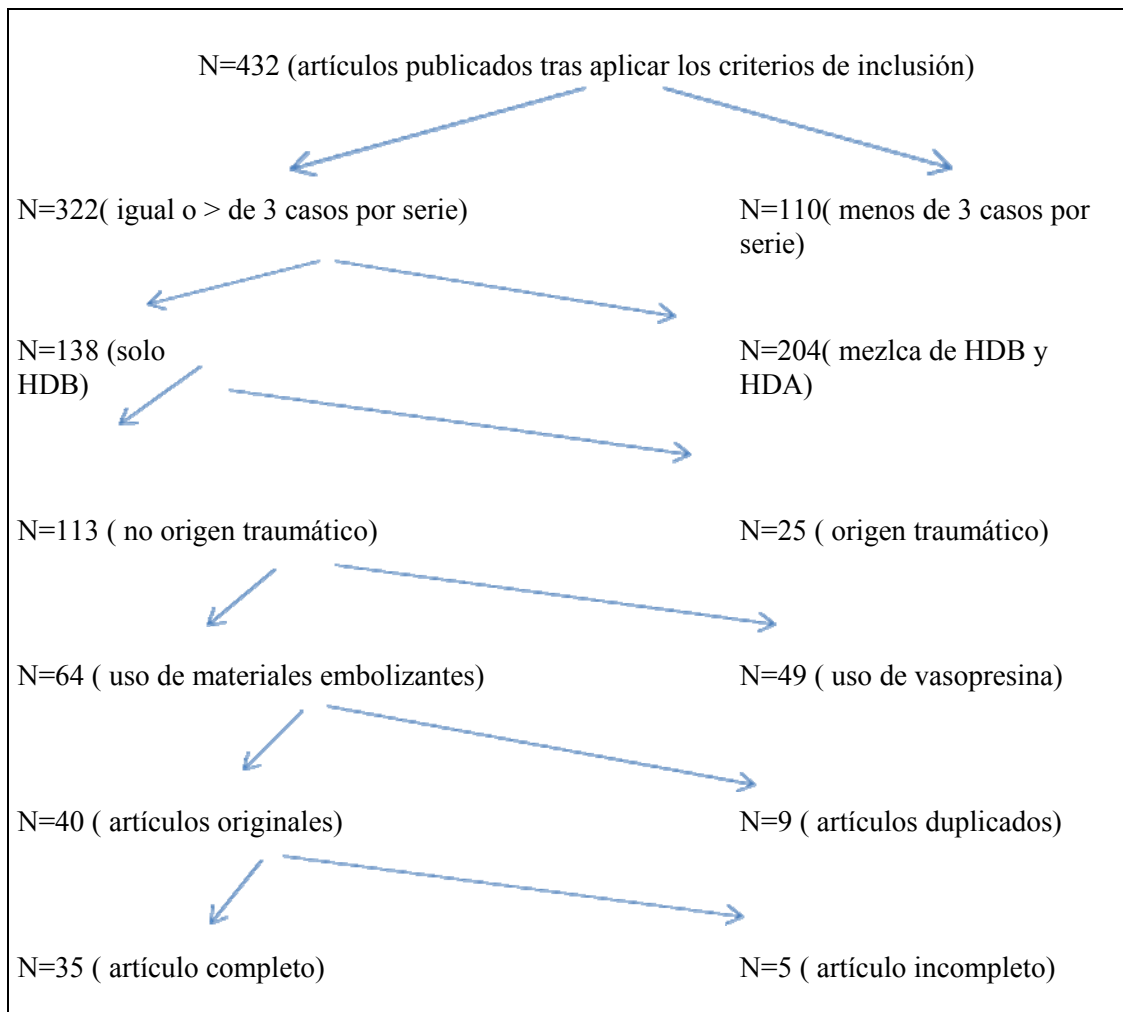 N=432 (artículos publicados tras aplicar los criterios de inclusión)
N=322( igual o > de 3 casos por serie)
N=110( menos de 3 casos por
serie)
N=138 (solo
HDB)
N=204( mezlca de HDB y
HDA)
N=113 ( no origen traumático)
N=25 ( origen traumático)
N=64 ( uso de materiales embolizantes)
N=49 ( uso de vasopresina)
N=40 ( artículos originales)
N=9 ( artículos duplicados)
N=35 ( artículo completo)
N=5 ( artículo incompleto)